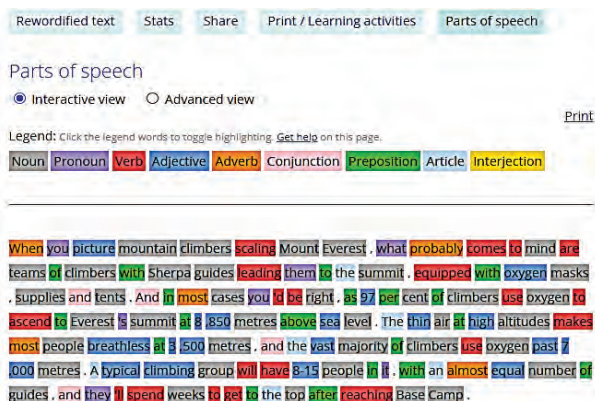 Rewordified text Stats Share Print / Learning activities Parts of speech
Parts of speech
Interactive view Advanced view
Print
Legend: Click the legend words to toggle highlighting. Get help on this page.
Noun Pronoun Verb Adjective Adverb Conjunction Preposition Article Interjection
When you picture mountain climbers scaling Mount Everest , what probably comes to mind are
teams of climbers with Sherpa guides leading them to the summit , equipped with oxygen masks
, supplies and tents . And in most cases you 'd be right , as 97 per cent of climbers use oxygen to
ascend to Everest 's summit at 8 ,850 metres above sea level . The thin air at high altitudes makes
most people breathless at 3 ,500 metres , and the vast majority of climbers use oxygen past 7
,000 metres . A typical climbing group will have 8-15 people in it , with an almost equal number of
guides , and they 'll spend weeks to get to the top after reaching Base Camp .